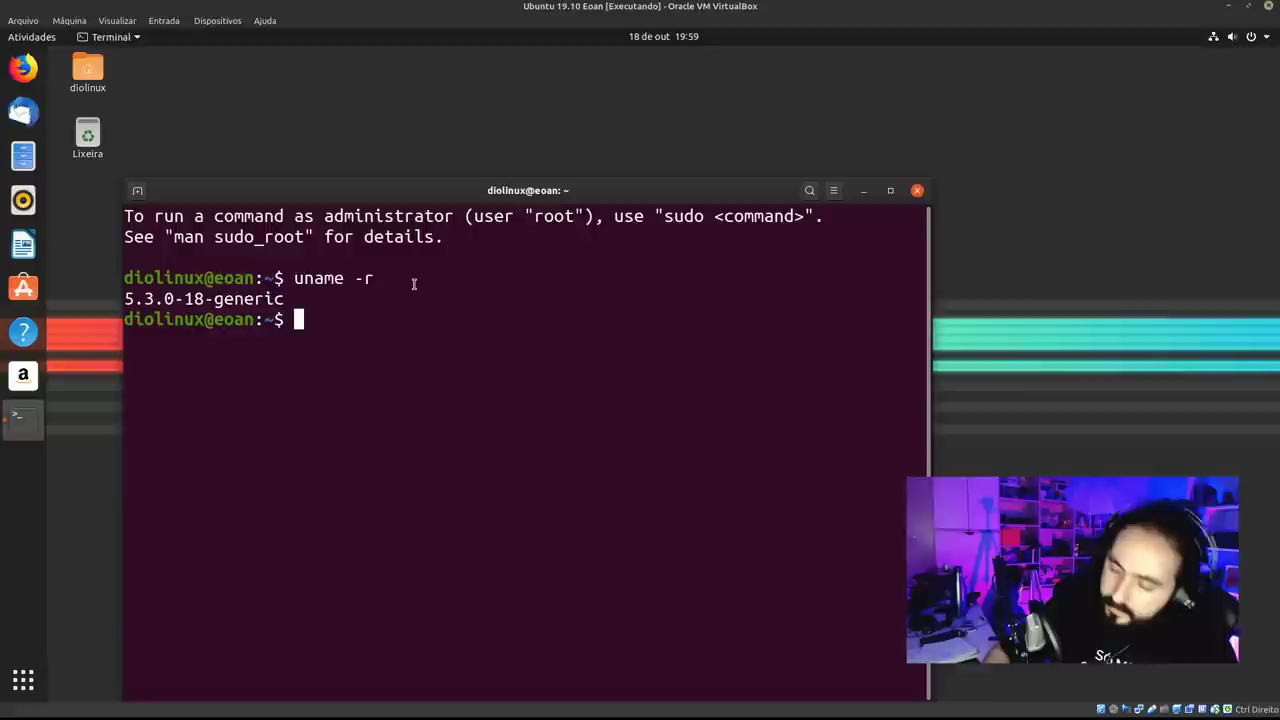 Ubuntu 19.10 Eoan [Executando] - Oracle VM VirtualBox
Arquivo Máquina Visualizar Entrada Dispositivos Ajuda
Atividades Terminal 18 de out 19:59
diolinux
Lixeira
diolinux@eoan: ~
To run a command as administrator (user "root"), use "sudo <command>".
See "man sudo_root" for details.
diolinux@eoan:~$ uname -r
5.3.0-18-generic
diolinux@eoan:~$
Ctrl Direito